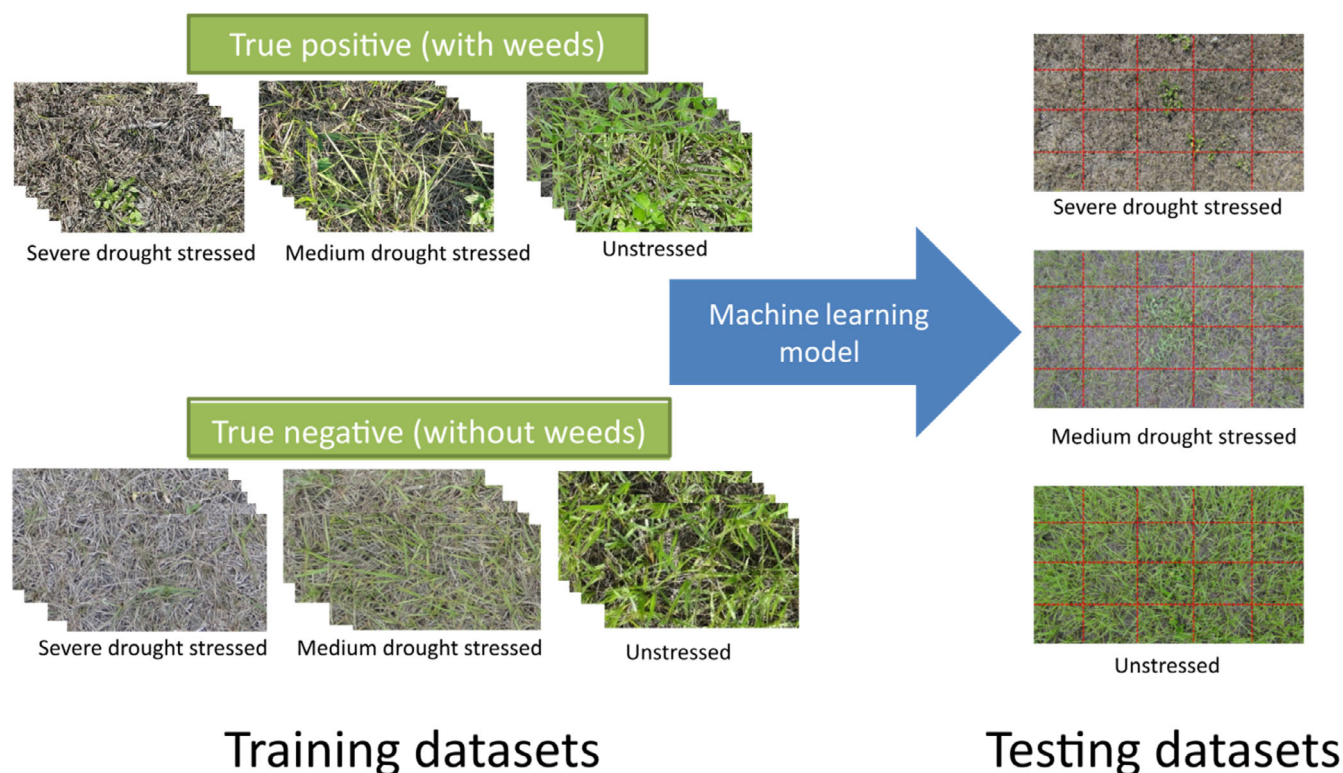 True positive (with weeds)
Severe drought stressed
Medium drought stressed
Unstressed
Machine learning
model
True negative (without weeds)
Severe drought stressed
Medium drought stressed
Unstressed
Training datasets
Severe drought stressed
Medium drought stressed
Unstressed
Testing datasets